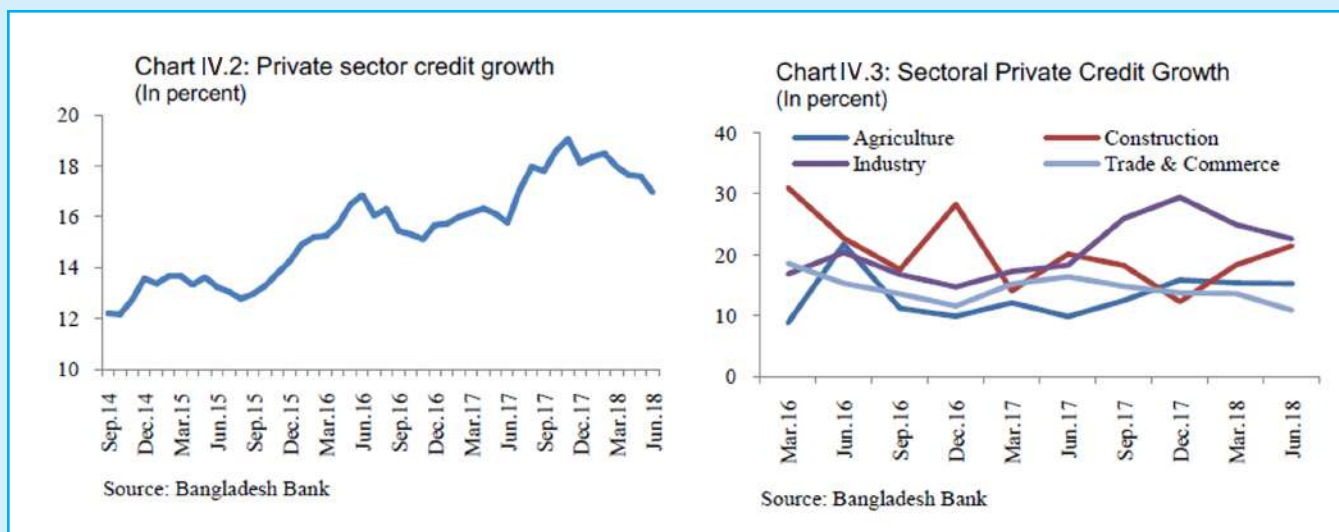 Chart IV.2: Private sector credit growth
(In percent)
20
18
16
14
12
10
Sep.14
Dec.14
Mar.15
Jun.15
Sep.15
Dec.15
Mar.16
Jun.16
Sep.16
Dec.16
Mar.17
Jun.17
Sep.17
Dec.17
Mar.18
Jun.18
Source: Bangladesh Bank
Chart IV.3: Sectoral Private Credit Growth
(In percent)
40
30
20
10
0
Agriculture
Construction
Industry
Trade & Commerce
Mar.16
Jun.16
Sep.16
Dec.16
Mar.17
Jun.17
Sep.17
Dec.17
Mar.18
Jun.18
Source: Bangladesh Bank